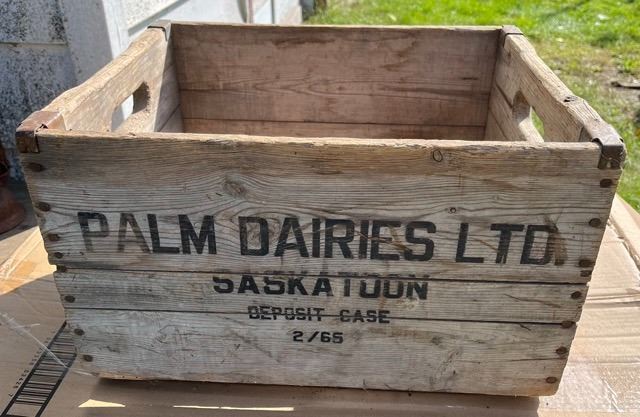 PALM DAIRIES LTD.
SASKATOON
DEPOSIT CASE
2/65